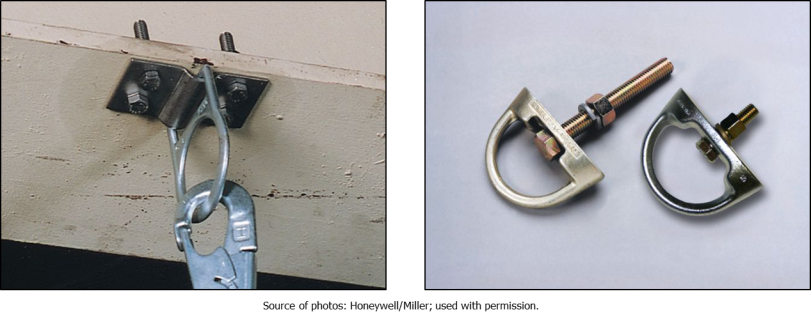 Source of photos: Honeywell/Miller; used with permission.